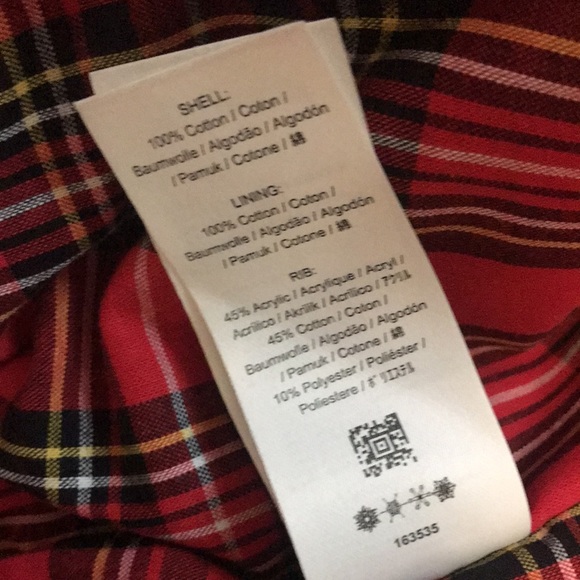 SHELL:
100% Cotton / Coton /
Baumwolle / Algodão / Algodón
/ Pamuk / Cotone / 綿
LINING:
100% Cotton / Coton /
Baumwolle / Algodão / Algodón
/ Pamuk / Cotone / 綿
RIB:
45% Acrylic / Acrylique / Acryl /
Acrílico / Akrilik / Acrilico / アクリル
45% Cotton / Coton /
Baumwolle / Algodão / Algodón
/ Pamuk / Cotone / 綿
10% Polyester / Poliéster /
Poliestere / ポリエステル
163535